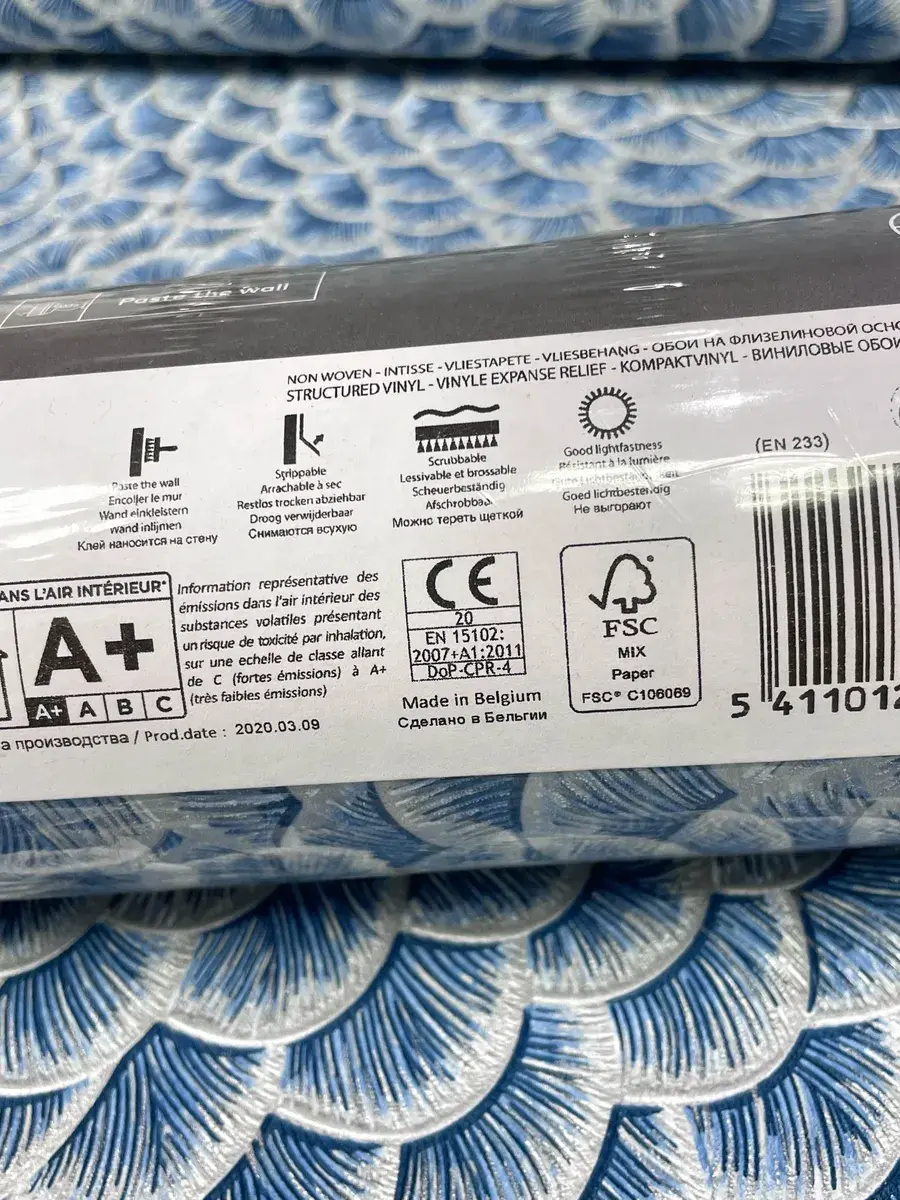 Paste the wall
NON WOVEN - INTISSE - VLIESTAPETE - VLIESBEHANG - ОБОИ НА ФЛИЗЕЛИНОВОЙ
STRUCTURED VINYL - VINYLE EXPANSE RELIEF - KOMPAKTVINYL - ВИНИЛОВЫЕ ОБОИ
Paste the wall
Encoller le mur
Wand einkleistern
Wand inlijmen
Клей наносится на стену
Strippable
Arrachable à sec
Restlos trocken abziehbar
Droog verwijderbaar
Снимаются всухую
Scrubbable
Lessivable et brossable
Scheuerbeständig
Afschrobbaar
Можно тереть щеткой
Good lightfastness
Résistant à la lumière
Gute Lichtbeständigkeit
Goed lichtbestendig
Не выгорают
(EN 233)
L'AIR INTÉRIEUR*
A+
A+ A B C
Information représentative des
émissions dans l'air intérieur des
substances volatiles présentant
un risque de toxicité par inhalation,
sur une echelle de classe allant
de C (fortes émissions) à A+
(très faibles émissions)
CE
20
EN 15102:
2007+A1:2011
DoP-CPR-4
Made in Belgium
Сделано в Бельгии
FSC
MIX
Paper
FSC® C106069
5 411012
производства / Prod.date : 2020.03.09